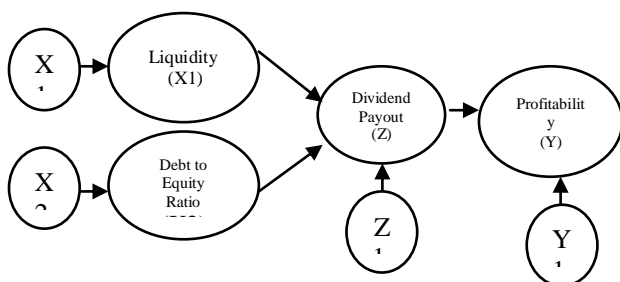 X
Liquidity
(X1)
Dividend
Payout
(Z)
Profitabilit
y
(Y)
X
Debt to
Equity
Ratio
Z
Y